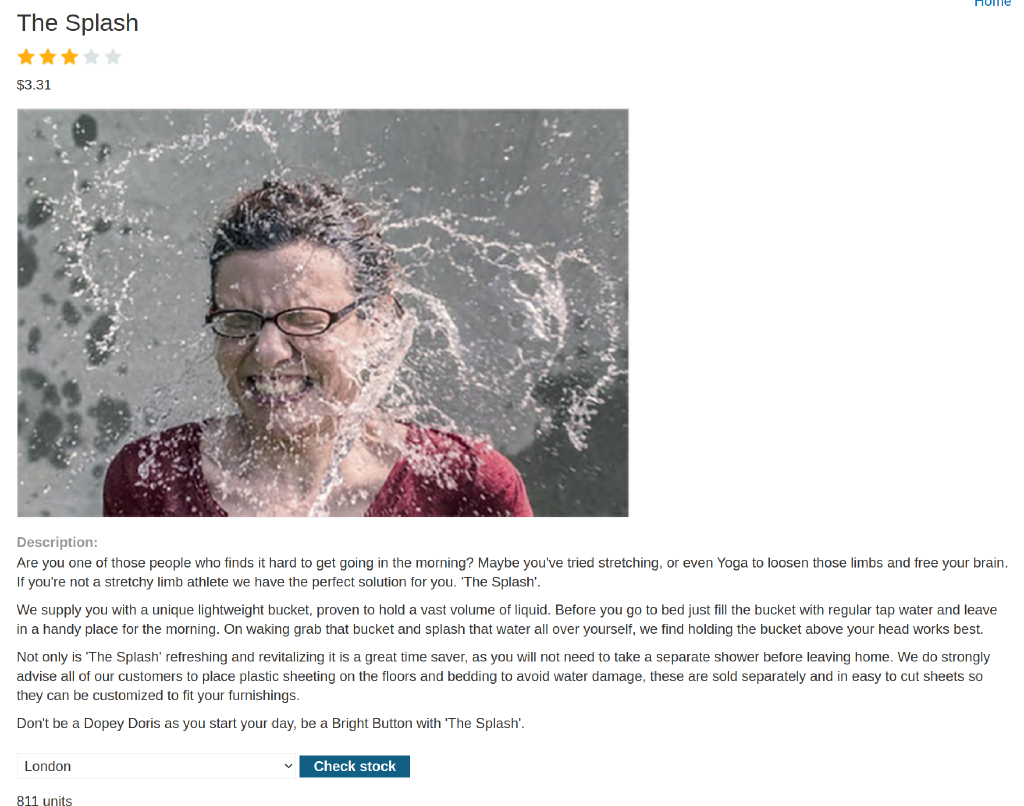 Home
The Splash
$3.31
Description:
Are you one of those people who finds it hard to get going in the morning? Maybe you've tried stretching, or even Yoga to loosen those limbs and free your brain.
If you're not a stretchy limb athlete we have the perfect solution for you. 'The Splash'.
We supply you with a unique lightweight bucket, proven to hold a vast volume of liquid. Before you go to bed just fill the bucket with regular tap water and leave
in a handy place for the morning. On waking grab that bucket and splash that water all over yourself, we find holding the bucket above your head works best.
Not only is 'The Splash' refreshing and revitalizing it is a great time saver, as you will not need to take a separate shower before leaving home. We do strongly
advise all of our customers to place plastic sheeting on the floors and bedding to avoid water damage, these are sold separately and in easy to cut sheets so
they can be customized to fit your furnishings.
Don't be a Dopey Doris as you start your day, be a Bright Button with 'The Splash'.
London Check stock
811 units